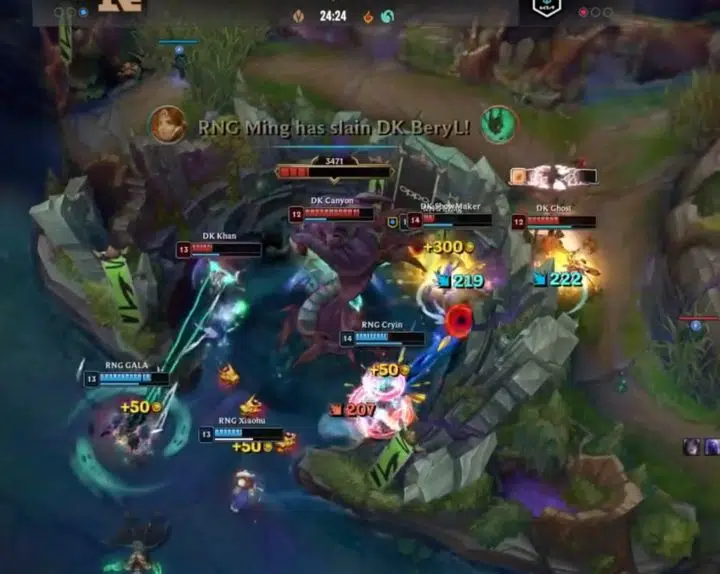 24:24
RNG Ming has slain DK BeryL!
3471
DK Canyon
12
DK ShowMaker
14
DK Ghost
12
DK Khan
13
+300
219
222
RNG Cryin
14
RNG GALA
13
+50
+50
207
RNG Xiaohu
13
+50